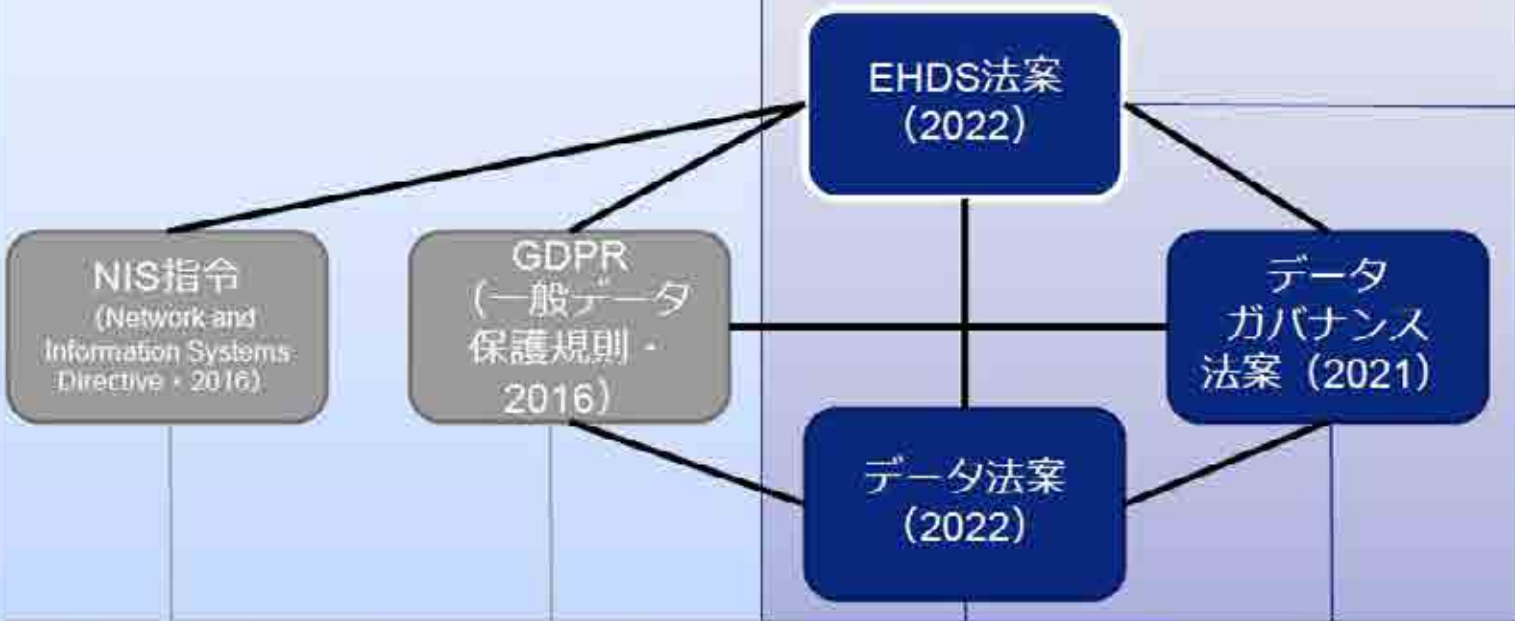 EHDS法案
（2022）
NIS指令
（Network and
Information Systems
Directive・2016）
GDPR
（一般データ
保護規則・
2016）
データ
ガバナンス
法案（2021）
データ法案
（2022）